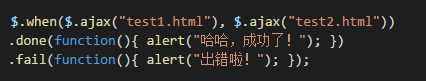 $.when($.ajax("test1.html"), $.ajax("test2.html"))
.done(function(){ alert("哈哈，成功了！"); })
.fail(function(){ alert("出错啦！"); });